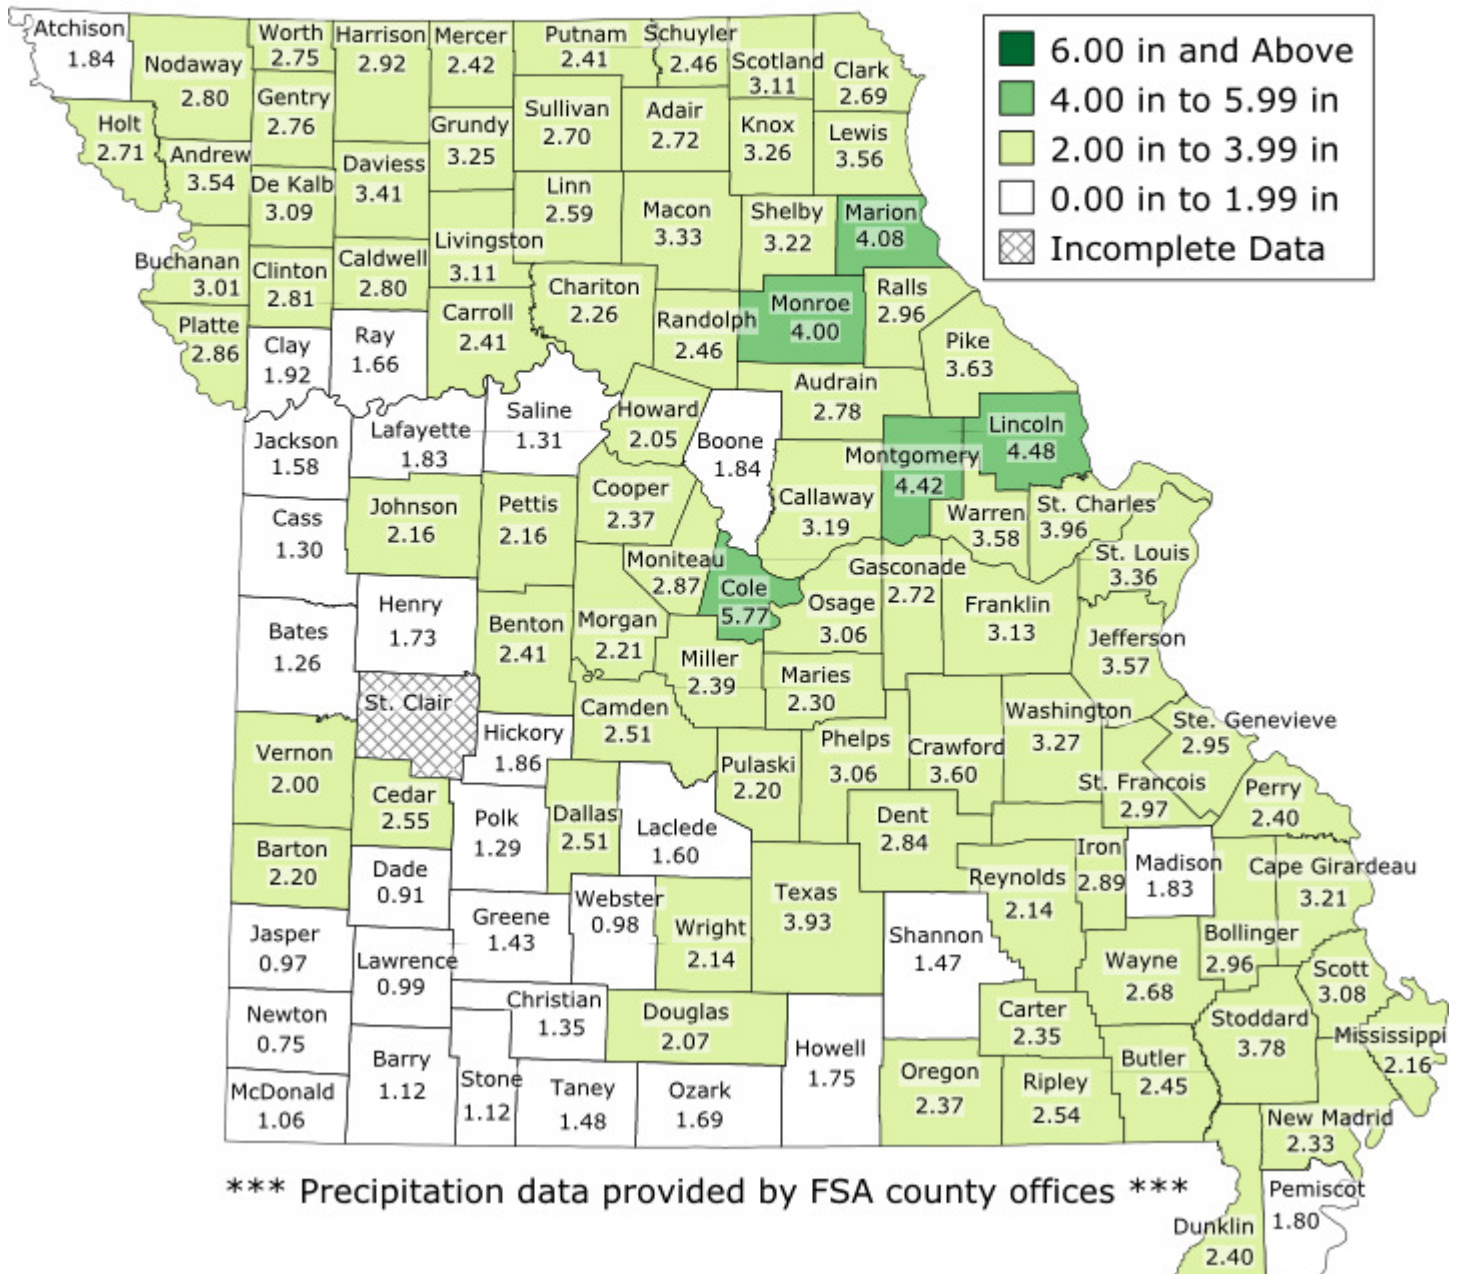 Atchison
1.84
Nodaway
2.80
Worth
2.75
Harrison
2.92
Mercer
2.42
Putnam
2.41
Schuyler
2.46
Scotland
3.11
Clark
2.69
6.00 in and Above
4.00 in to 5.99 in
2.00 in to 3.99 in
0.00 in to 1.99 in
Incomplete Data
Holt
2.71
Andrew
3.54
Gentry
2.76
De Kalb
3.09
Daviess
3.41
Grundy
3.25
Sullivan
2.70
Adair
2.72
Knox
3.26
Lewis
3.56
Linn
2.59
Macon
3.33
Shelby
3.22
Marion
4.08
Buchanan
3.01
Clinton
2.81
Caldwell
2.80
Livingston
3.11
Chariton
2.26
Randolph
2.46
Monroe
4.00
Ralls
2.96
Platte
2.86
Clay
1.92
Ray
1.66
Carroll
2.41
Pike
3.63
Audrain
2.78
Jackson
1.58
Lafayette
1.83
Saline
1.31
Howard
2.05
Boone
1.84
Montgomery
4.42
Lincoln
4.48
Cass
1.30
Johnson
2.16
Pettis
2.16
Cooper
2.37
Callaway
3.19
Warren
3.58
St. Charles
3.96
St. Louis
3.36
Moniteau
2.87
Cole
5.77
Osage
3.06
Gasconade
2.72
Franklin
3.13
Jefferson
3.57
Bates
1.26
Henry
1.73
Benton
2.41
Morgan
2.21
Miller
2.39
Maries
2.30
St. Clair
Hickory
1.86
Camden
2.51
Pulaski
2.20
Phelps
3.06
Crawford
3.60
Washington
3.27
Ste. Genevieve
2.95
St. Francois
2.97
Perry
2.40
Vernon
2.00
Cedar
2.55
Polk
1.29
Dallas
2.51
Laclede
1.60
Dent
2.84
Iron
2.89
Madison
1.83
Cape Girardeau
3.21
Barton
2.20
Dade
0.91
Greene
1.43
Webster
0.98
Wright
2.14
Texas
3.93
Reynolds
2.14
Bollinger
2.96
Jasper
0.97
Lawrence
0.99
Christian
1.35
Douglas
2.07
Shannon
1.47
Carter
2.35
Wayne
2.68
Scott
3.08
Stoddard
3.78
Mississippi
2.16
Newton
0.75
McDonald
1.06
Barry
1.12
Stone
1.12
Taney
1.48
Ozark
1.69
Howell
1.75
Oregon
2.37
Ripley
2.54
Butler
2.45
New Madrid
2.33
*** Precipitation data provided by FSA county offices ***
Pemiscot
1.80
Dunklin
2.40